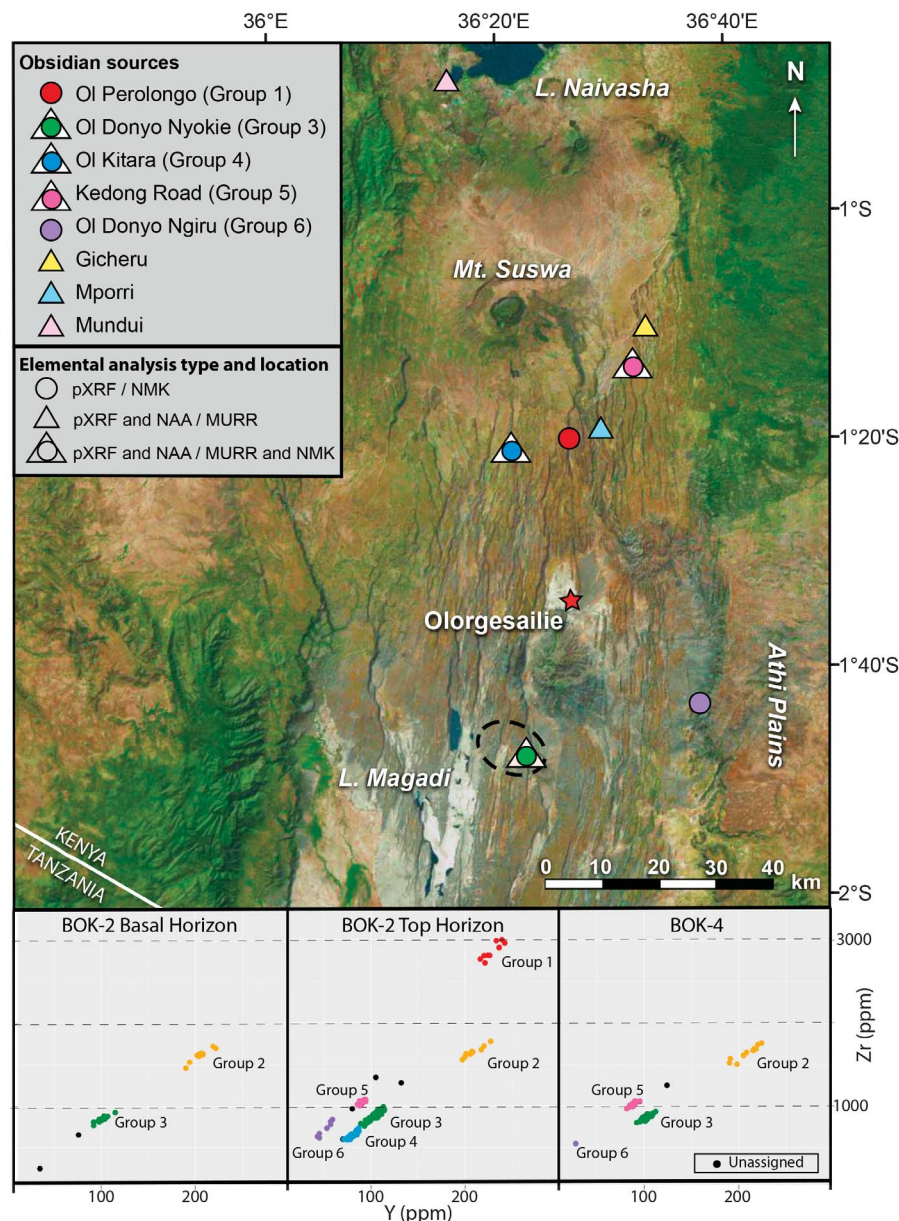 36°E 36°20'E 36°40'E
Obsidian sources
Ol Perolongo (Group 1)
Ol Donyo Nyokie (Group 3)
Ol Kitara (Group 4)
Kedong Road (Group 5)
Ol Donyo Ngiru (Group 6)
Gicheru
Mporri
Mundui
Elemental analysis type and location
pXRF / NMK
pXRF and NAA / MURR
pXRF and NAA / MURR and NMK
N
L. Naivasha
1°S
Mt. Suswa
1°20'S
Olorgesailie
1°40'S
Athi Plains
L. Magadi
KENYA
TANZANIA
0 10 20 30 40
km
2°S
BOK-2 Basal Horizon
Group 2
Group 3
100 200
BOK-2 Top Horizon
Group 1
Group 2
Group 5
Group 3
Group 4
Group 6
100 200
Y (ppm)
BOK-4
Group 2
Group 5
Group 3
Group 6
Unassigned
100 200
3000
Zr (ppm)
1000